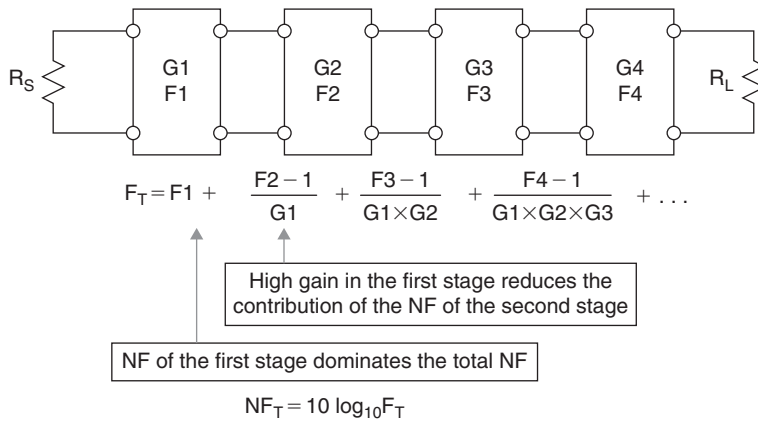 G1 G2 G3 G4
R_S F1 F2 F3 F4 R_L
F_T = F1 + F2 − 1 / G1 + F3 − 1 / G1×G2 + F4 − 1 / G1×G2×G3 + . . .
High gain in the first stage reduces the
contribution of the NF of the second stage
NF of the first stage dominates the total NF
NF_T = 10 log₁₀F_T